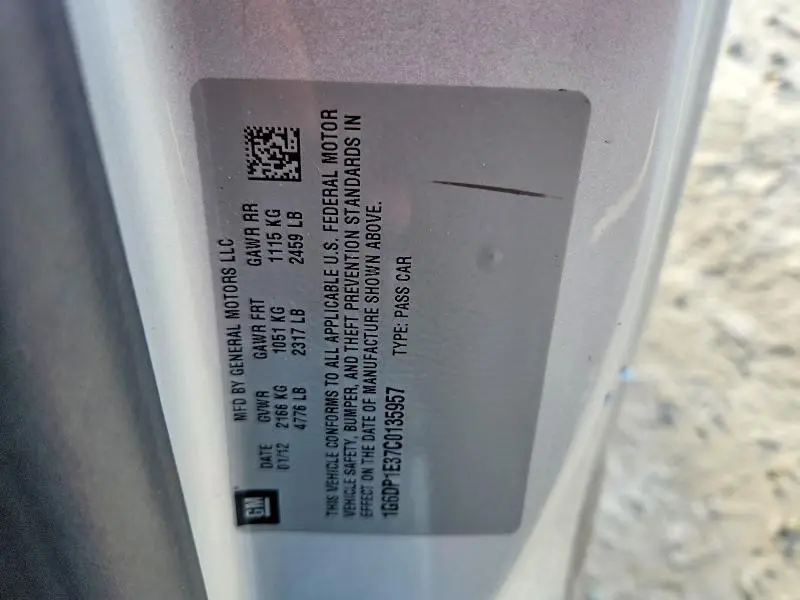 GM
MFD BY GENERAL MOTORS LLC
DATE GVWR GAWR FRT GAWR RR
01/12 2166 KG 1051 KG 1115 KG
4776 LB 2317 LB 2459 LB
THIS VEHICLE CONFORMS TO ALL APPLICABLE U.S. FEDERAL MOTOR
VEHICLE SAFETY, BUMPER, AND THEFT PREVENTION STANDARDS IN
EFFECT ON THE DATE OF MANUFACTURE SHOWN ABOVE.
1G6DP1E37C0135957 TYPE: PASS CAR